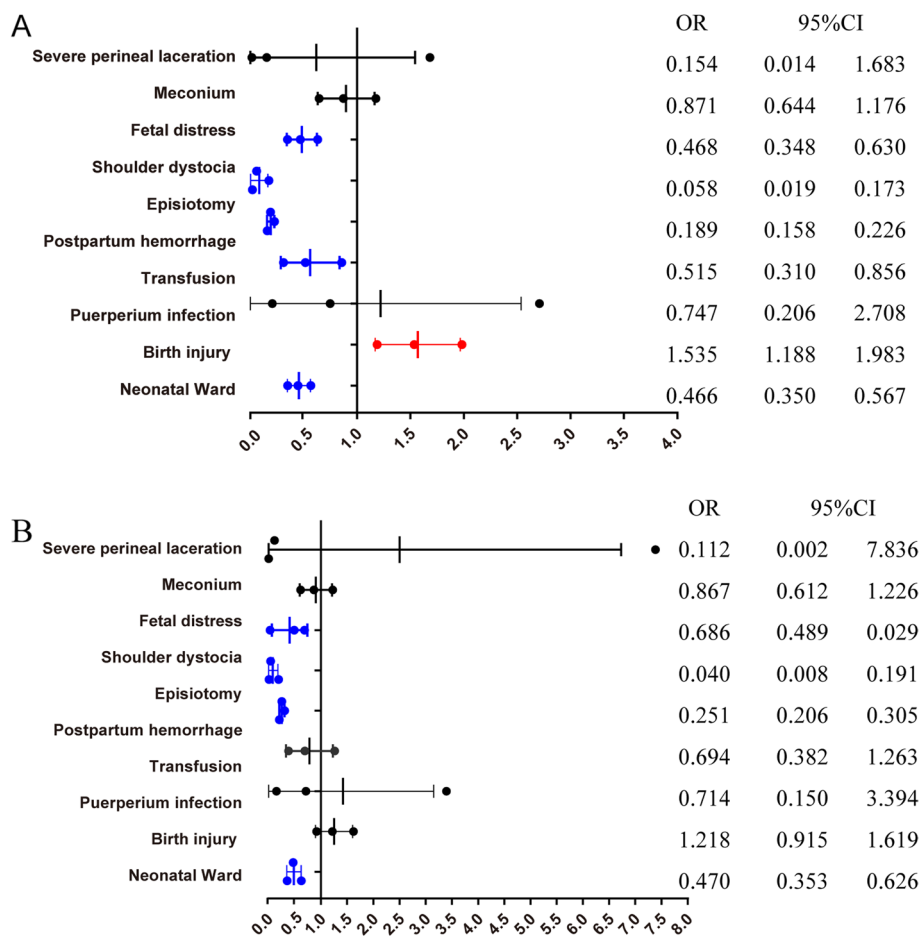 A
OR 95%CI
Severe perineal laceration
0.154 0.014 1.683
Meconium
0.871 0.644 1.176
Fetal distress
0.468 0.348 0.630
Shoulder dystocia
0.058 0.019 0.173
Episiotomy
0.189 0.158 0.226
Postpartum hemorrhage
0.515 0.310 0.856
Transfusion
0.747 0.206 2.708
Puerperium infection
1.535 1.188 1.983
Birth injury
0.466 0.350 0.567
Neonatal Ward
0.0 0.5 1.0 1.5 2.0 2.5 3.0 3.5 4.0
B
OR 95%CI
Severe perineal laceration
0.112 0.002 7.836
Meconium
0.867 0.612 1.226
Fetal distress
0.686 0.489 0.029
Shoulder dystocia
0.040 0.008 0.191
Episiotomy
0.251 0.206 0.305
Postpartum hemorrhage
0.694 0.382 1.263
Transfusion
0.714 0.150 3.394
Puerperium infection
1.218 0.915 1.619
Birth injury
0.470 0.353 0.626
Neonatal Ward
0.0 0.5 1.0 1.5 2.0 2.5 3.0 3.5 4.0 4.5 5.0 5.5 6.0 6.5 7.0 7.5 8.0